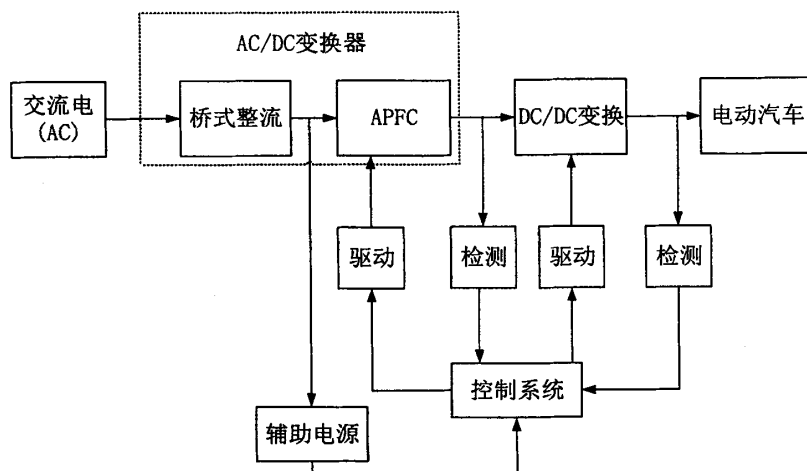 AC/DC变换器
交流电
(AC)
桥式整流
APFC
DC/DC变换
电动汽车
驱动
检测
驱动
检测
控制系统
辅助电源